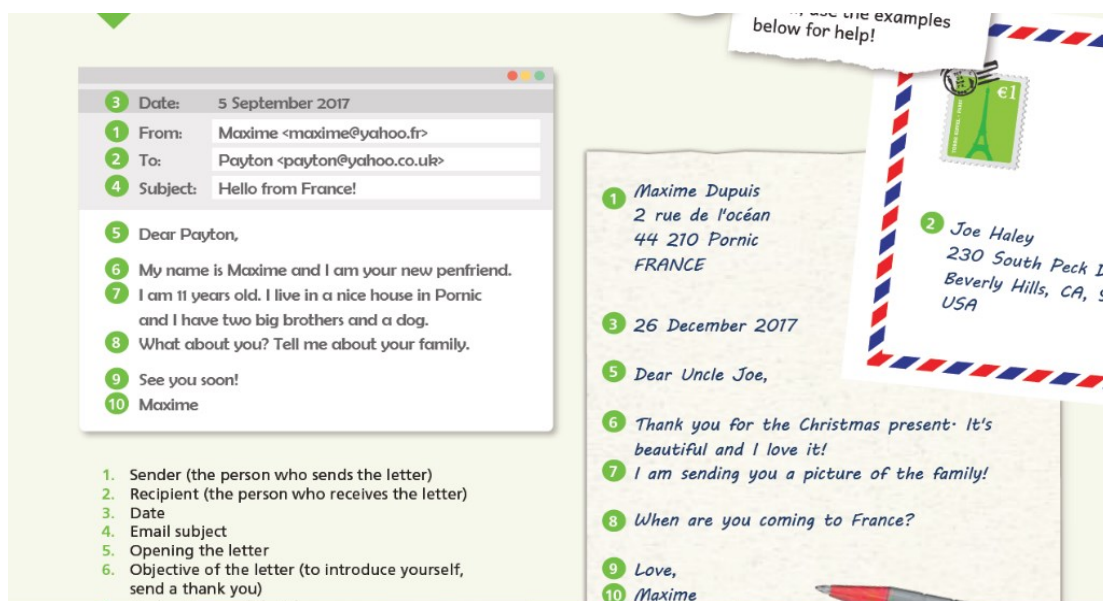 use the examples
below for help!
3 Date: 5 September 2017
1 From: Maxime <maxime@yahoo.fr>
2 To: Payton <payton@yahoo.co.uk>
4 Subject: Hello from France!
5 Dear Payton,
6 My name is Maxime and I am your new penfriend.
7 I am 11 years old. I live in a nice house in Pornic
and I have two big brothers and a dog.
8 What about you? Tell me about your family.
9 See you soon!
10 Maxime
1. Sender (the person who sends the letter)
2. Recipient (the person who receives the letter)
3. Date
4. Email subject
5. Opening the letter
6. Objective of the letter (to introduce yourself,
send a thank you)
1 Maxime Dupuis
2 rue de l'océan
44 210 Pornic
FRANCE
3 26 December 2017
5 Dear Uncle Joe,
6 Thank you for the Christmas present. It's
beautiful and I love it!
7 I am sending you a picture of the family!
8 When are you coming to France?
9 Love,
10 Maxime
€1
2 Joe Haley
230 South Peck
Beverly Hills, CA,
USA